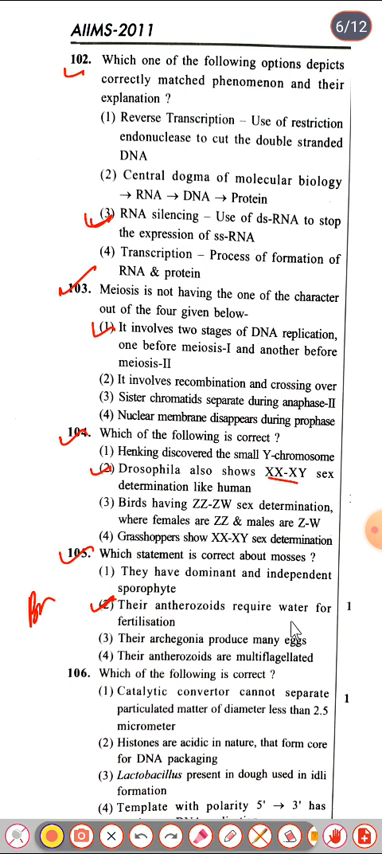 AIIMS-2011
6/12
102. Which one of the following options depicts
correctly matched phenomenon and their
explanation ?
(1) Reverse Transcription – Use of restriction
endonuclease to cut the double stranded
DNA
(2) Central dogma of molecular biology
→ RNA → DNA → Protein
(3) RNA silencing – Use of ds-RNA to stop
the expression of ss-RNA
(4) Transcription – Process of formation of
RNA & protein
103. Meiosis is not having the one of the character
out of the four given below-
(1) It involves two stages of DNA replication,
one before meiosis-I and another before
meiosis-II
(2) It involves recombination and crossing over
(3) Sister chromatids separate during anaphase-II
(4) Nuclear membrane disappears during prophase
104. Which of the following is correct ?
(1) Henking discovered the small Y-chromosome
(2) Drosophila also shows XX-XY sex
determination like human
(3) Birds having ZZ-ZW sex determination,
where females are ZZ & males are Z-W
(4) Grasshoppers show XX-XY sex determination
105. Which statement is correct about mosses ?
(1) They have dominant and independent
sporophyte
(2) Their antherozoids require water for
fertilisation
1
(3) Their archegonia produce many eggs
(4) Their antherozoids are multiflagellated
106. Which of the following is correct ?
(1) Catalytic convertor cannot separate
particulated matter of diameter less than 2.5
micrometer
1
(2) Histones are acidic in nature, that form core
for DNA packaging
(3) Lactobacillus present in dough used in idli
formation
(4) Template with polarity 5' → 3' has